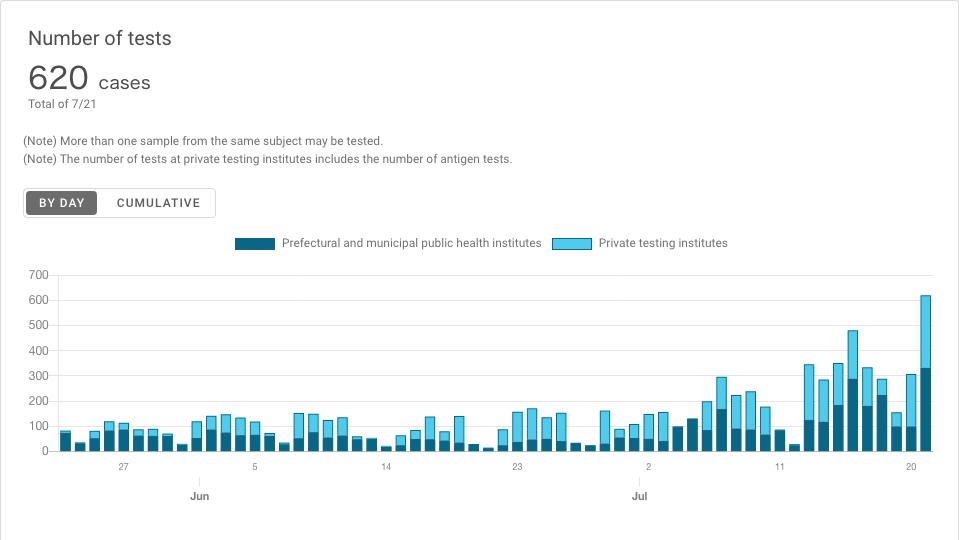 Number of tests
620 cases
Total of 7/21
(Note) More than one sample from the same subject may be tested.
(Note) The number of tests at private testing institutes includes the number of antigen tests.
BY DAY CUMULATIVE
Prefectural and municipal public health institutes Private testing institutes
700
600
500
400
300
200
100
0
27 5 14 23 2 11 20
Jun Jul